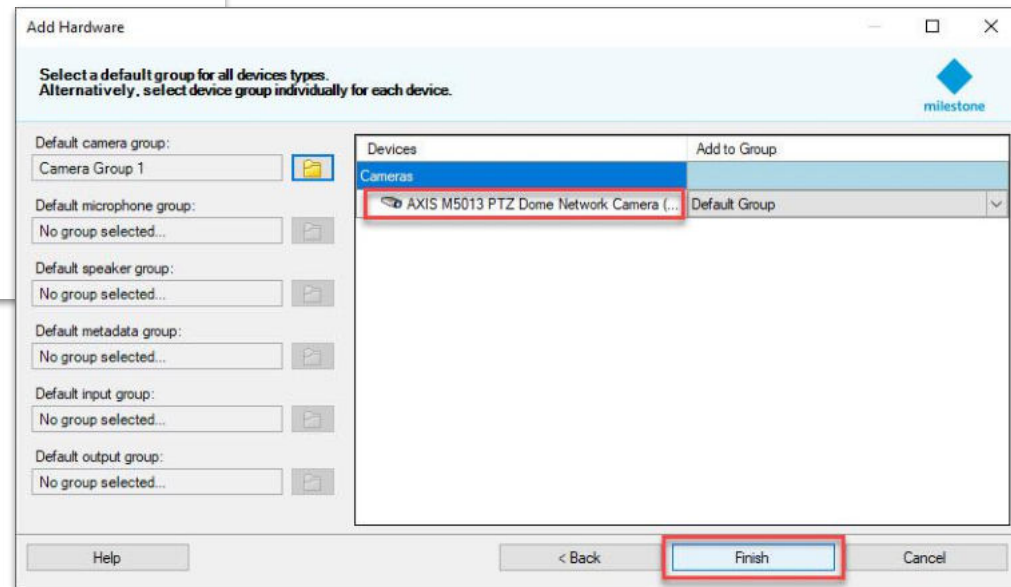 Add Hardware
Select a default group for all devices types.
Alternatively, select device group individually for each device.
milestone
Default camera group:
Camera Group 1
Default microphone group:
No group selected...
Default speaker group:
No group selected...
Default metadata group:
No group selected...
Default input group:
No group selected...
Default output group:
No group selected...
Devices Add to Group
Cameras
AXIS M5013 PTZ Dome Network Camera (... Default Group
Help < Back Finish Cancel